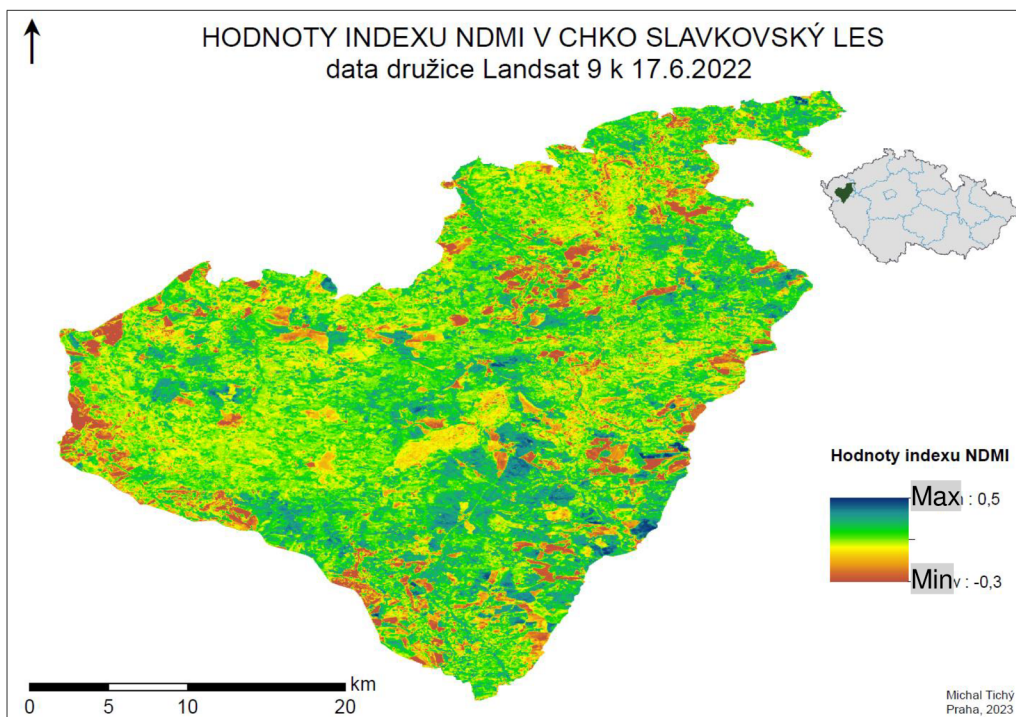 HODNOTY INDEXU NDMI V CHKO SLAVKOVSKÝ LES
data družice Landsat 9 k 17.6.2022
Hodnoty indexu NDMI
Max : 0,5
Min : -0,3
km
0 5 10 20
Michal Tichý
Praha, 2023